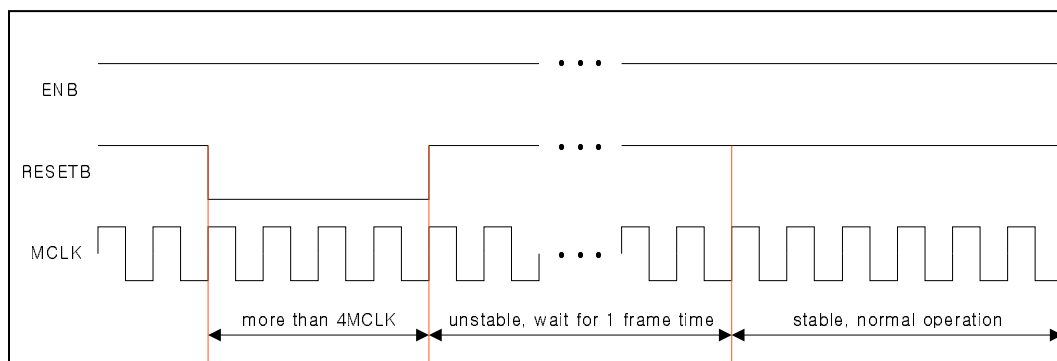 ENB
RESETB
MCLK
more than 4MCLK
unstable, wait for 1 frame time
stable, normal operation